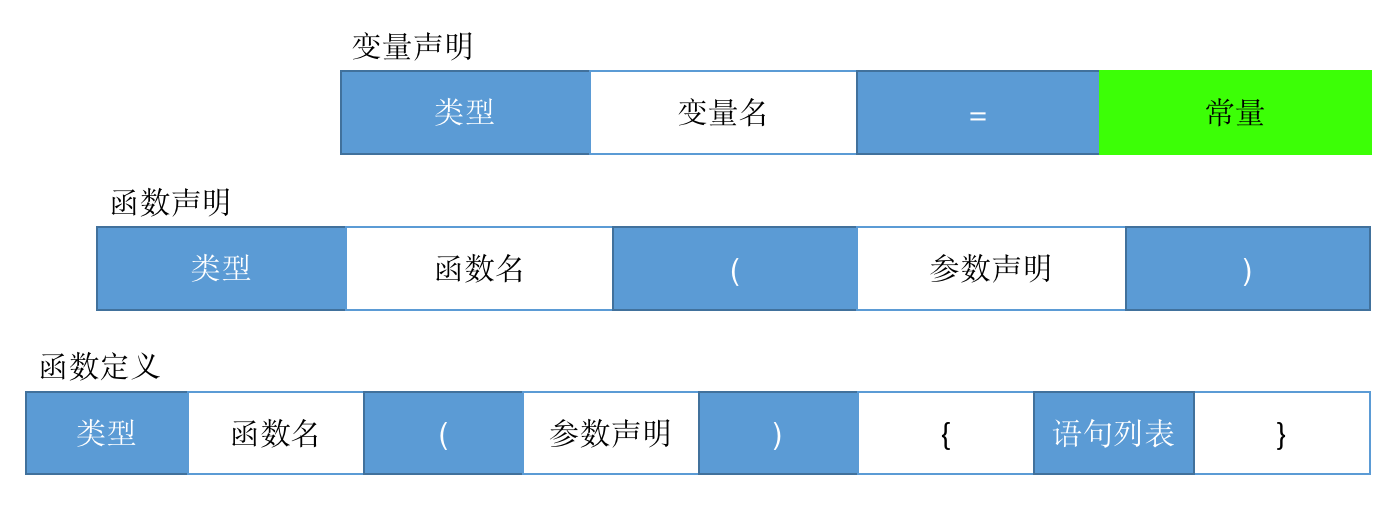 变量声明
类型 变量名 = 常量
函数声明
类型 函数名 ( 参数声明 )
函数定义
类型 函数名 ( 参数声明 ) { 语句列表 }